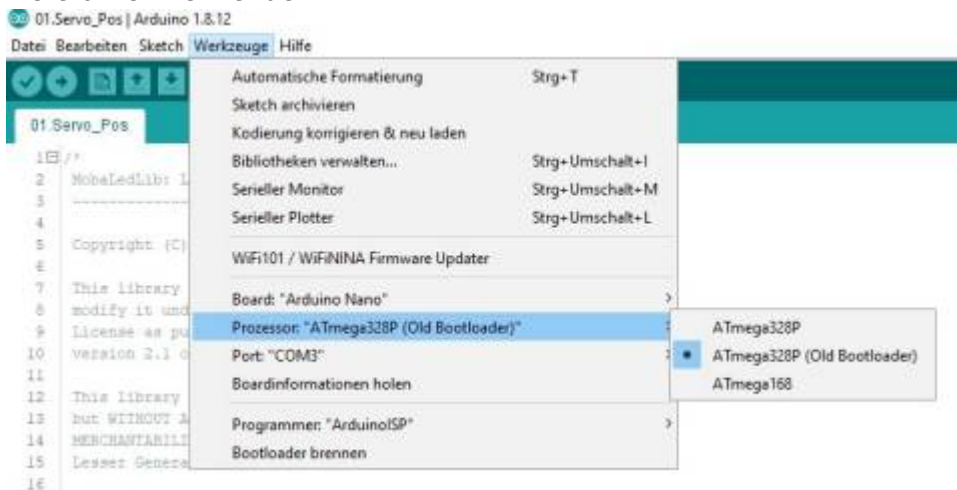 01.Servo_Pos | Arduino 1.8.12
Datei Bearbeiten Sketch Werkzeuge Hilfe
01.Servo_Pos
Automatische Formatierung Strg+T
Sketch archivieren
Kodierung korrigieren & neu laden
Bibliotheken verwalten... Strg+Umschalt+I
Serieller Monitor Strg+Umschalt+M
Serieller Plotter Strg+Umschalt+L
WiFi101 / WiFiNINA Firmware Updater
Board: "Arduino Nano"
Prozessor: "ATmega328P (Old Bootloader)"
Port: "COM3"
Boardinformationen holen
Programmer: "ArduinoISP"
Bootloader brennen
ATmega328P
ATmega328P (Old Bootloader)
ATmega168
1 /*
2 MobaLedLib: L
3 --------------
4
5 Copyright (C)
6
7 This library
8 modify it und
9 License as pu
10 version 2.1 o
11
12 This library
13 but WITHOUT A
14 MERCHANTABILI
15 Lesser Genera
16